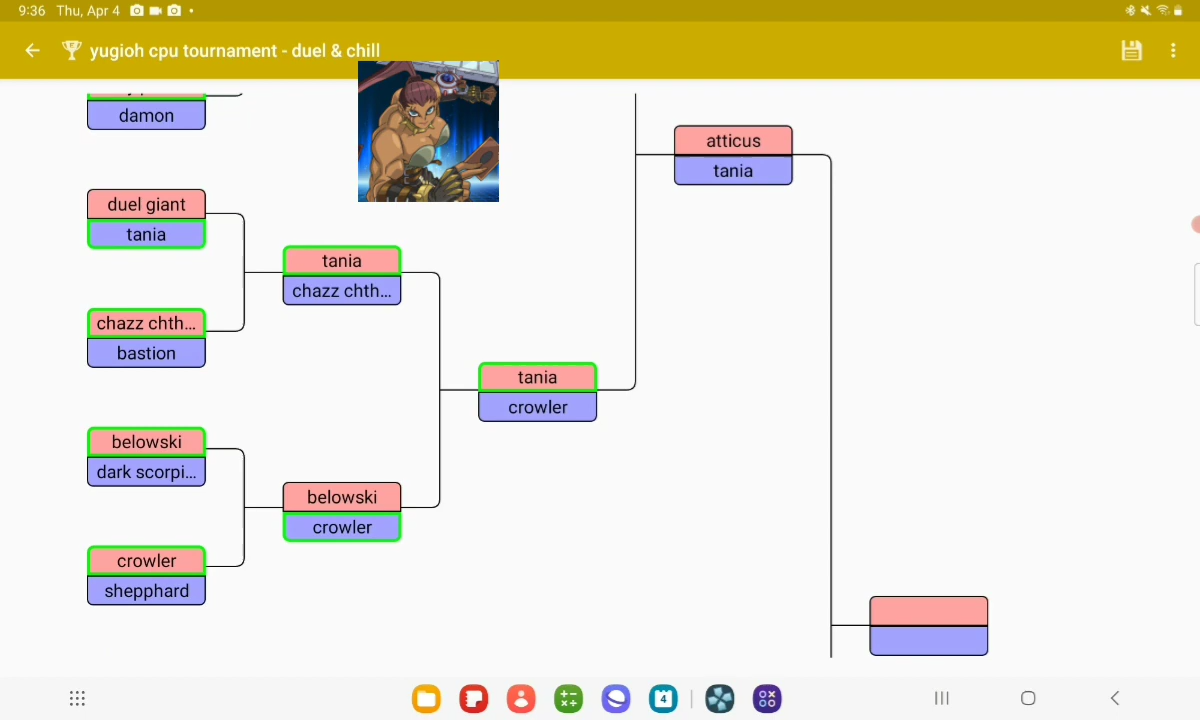 9:36 Thu, Apr 4
yugioh cpu tournament - duel & chill
damon
atticus
tania
duel giant
tania
tania
chazz chth...
chazz chth...
bastion
tania
crowler
belowski
dark scorpi...
belowski
crowler
crowler
shepphard
4